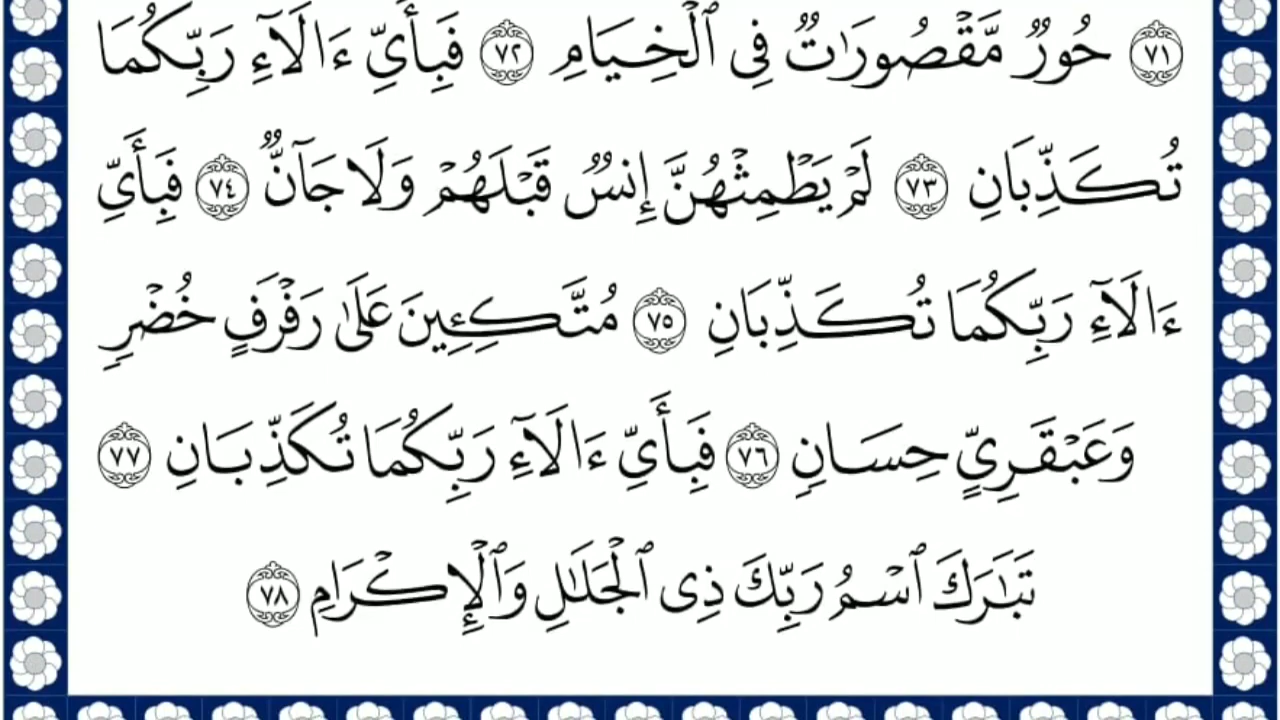 ٧١ حُورٌ مَّقْصُورَٰتٌ فِى ٱلْخِيَامِ ٧٢ فَبِأَىِّ ءَالَآءِ رَبِّكُمَا
تُكَذِّبَانِ ٧٣ لَمْ يَطْمِثْهُنَّ إِنسٌ قَبْلَهُمْ وَلَا جَآنٌّ ٧٤ فَبِأَىِّ
ءَالَآءِ رَبِّكُمَا تُكَذِّبَانِ ٧٥ مُتَّكِـِٔينَ عَلَىٰ رَفْرَفٍ خُضْرٍ
وَعَبْقَرِىٍّ حِسَانٍ ٧٦ فَبِأَىِّ ءَالَآءِ رَبِّكُمَا تُكَذِّبَانِ ٧٧
تَبَـٰرَكَ ٱسْمُ رَبِّكَ ذِى ٱلْجَلَـٰلِ وَٱلْإِكْرَامِ ٧٨